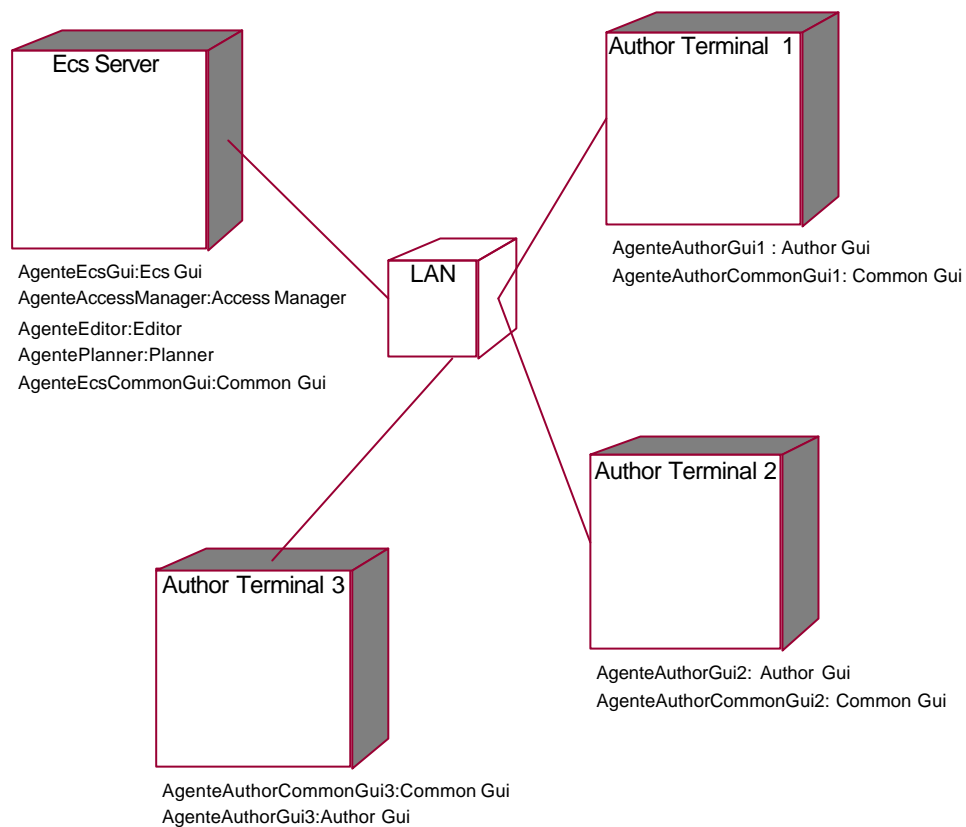 Ecs Server
AgenteEcsGui:Ecs Gui
AgenteAccessManager:Access Manager
AgenteEditor:Editor
AgentePlanner:Planner
AgenteEcsCommonGui:Common Gui
Author Terminal 1
AgenteAuthorGui1 : Author Gui
AgenteAuthorCommonGui1: Common Gui
LAN
Author Terminal 2
AgenteAuthorGui2: Author Gui
AgenteAuthorCommonGui2: Common Gui
Author Terminal 3
AgenteAuthorCommonGui3:Common Gui
AgenteAuthorGui3:Author Gui